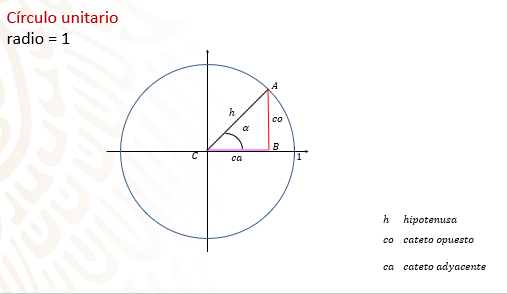 Círculo unitario
radio = 1
A
h
α
co
C
B
ca
1
h hipotenusa
co cateto opuesto
ca cateto adyacente